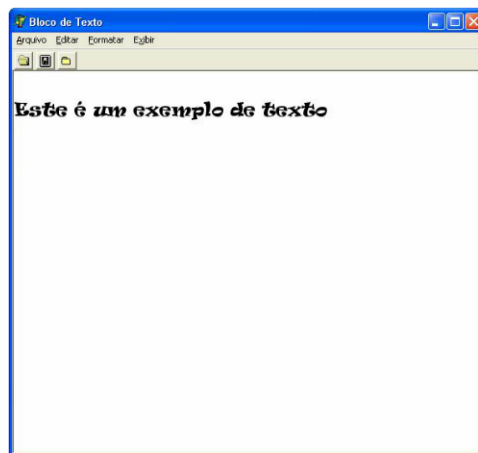 Bloco de Texto
Arquivo Editar Formatar Exibir
Este é um exemplo de texto